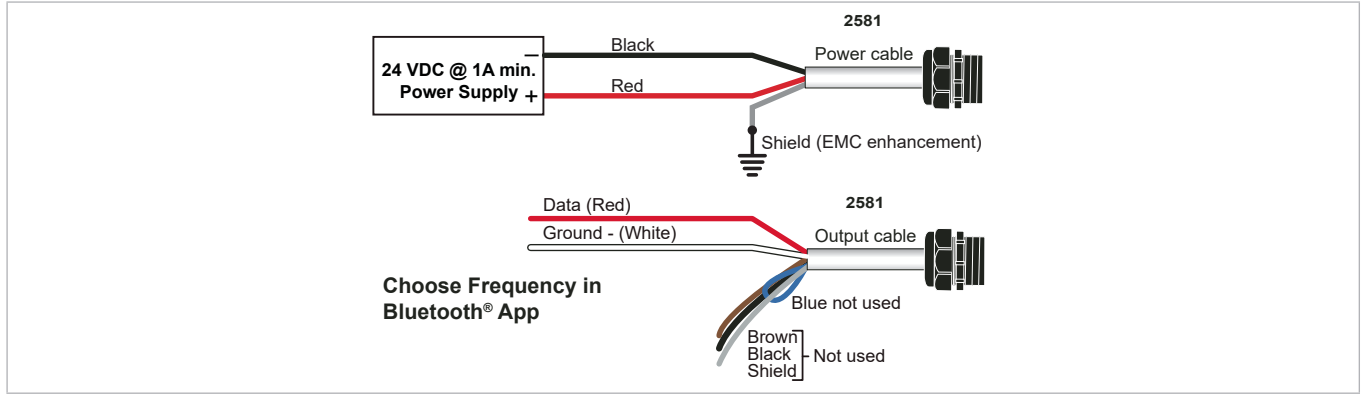 2581
Black
Power cable
−
24 VDC @ 1A min.
Power Supply +
Red
Shield (EMC enhancement)
2581
Data (Red)
Ground - (White)
Output cable
Choose Frequency in
Bluetooth® App
Blue not used
Brown
Black
Shield
Not used